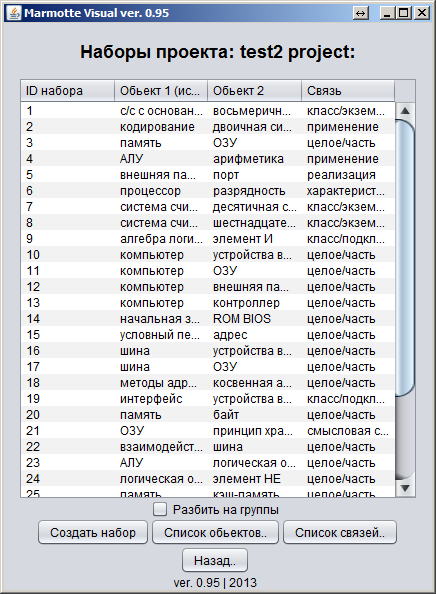 Marmotte Visual ver. 0.95
Наборы проекта: test2 project:
ID набора Обьект 1 (ис... Обьект 2 Связь
1 с/с с основан... восьмеричн... класс/экзем...
2 кодирование двоичная си... применение
3 память ОЗУ целое/часть
4 АЛУ арифметика применение
5 внешняя па... порт реализация
6 процессор разрядность характерист...
7 система счи... десятичная с... класс/экзем...
8 система счи... шестнадцате... класс/экзем...
9 алгебра логи... элемент И класс/подкл...
10 компьютер устройства в... целое/часть
11 компьютер ОЗУ целое/часть
12 компьютер внешняя па... целое/часть
13 компьютер контроллер целое/часть
14 начальная з... ROM BIOS целое/часть
15 условный пе... адрес целое/часть
16 шина устройства в... целое/часть
17 шина ОЗУ целое/часть
18 методы адр... косвенная а... целое/часть
19 интерфейс устройства в... класс/подкл...
20 память байт целое/часть
21 ОЗУ принцип хра... смысловая с...
22 взаимодейст... шина целое/часть
23 АЛУ логическая о... целое/часть
24 логическая о... элемент НЕ целое/часть
25 память кэш-память целое/часть
Разбить на группы
Создать набор Список обьектов.. Список связей..
Назад..
ver. 0.95 | 2013